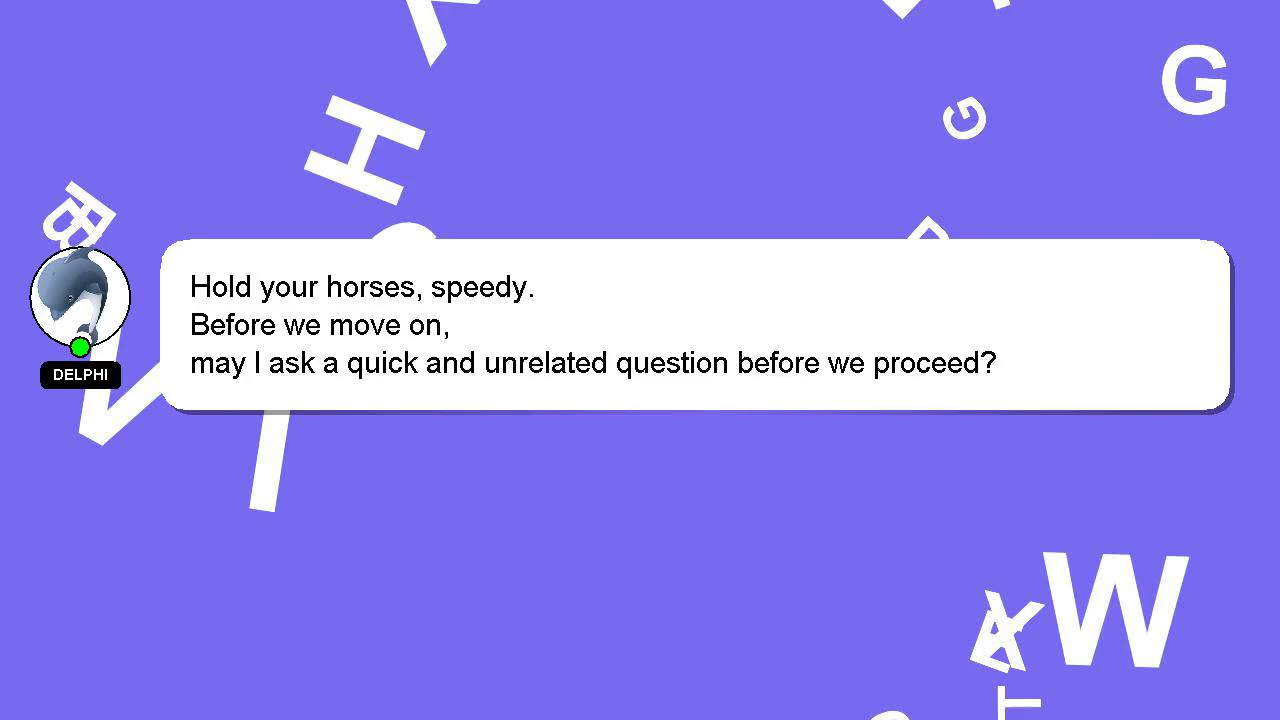 G
H
G
R
B
Hold your horses, speedy.
Before we move on,
may I ask a quick and unrelated question before we proceed?
DELPHI
V
I
W
X
T